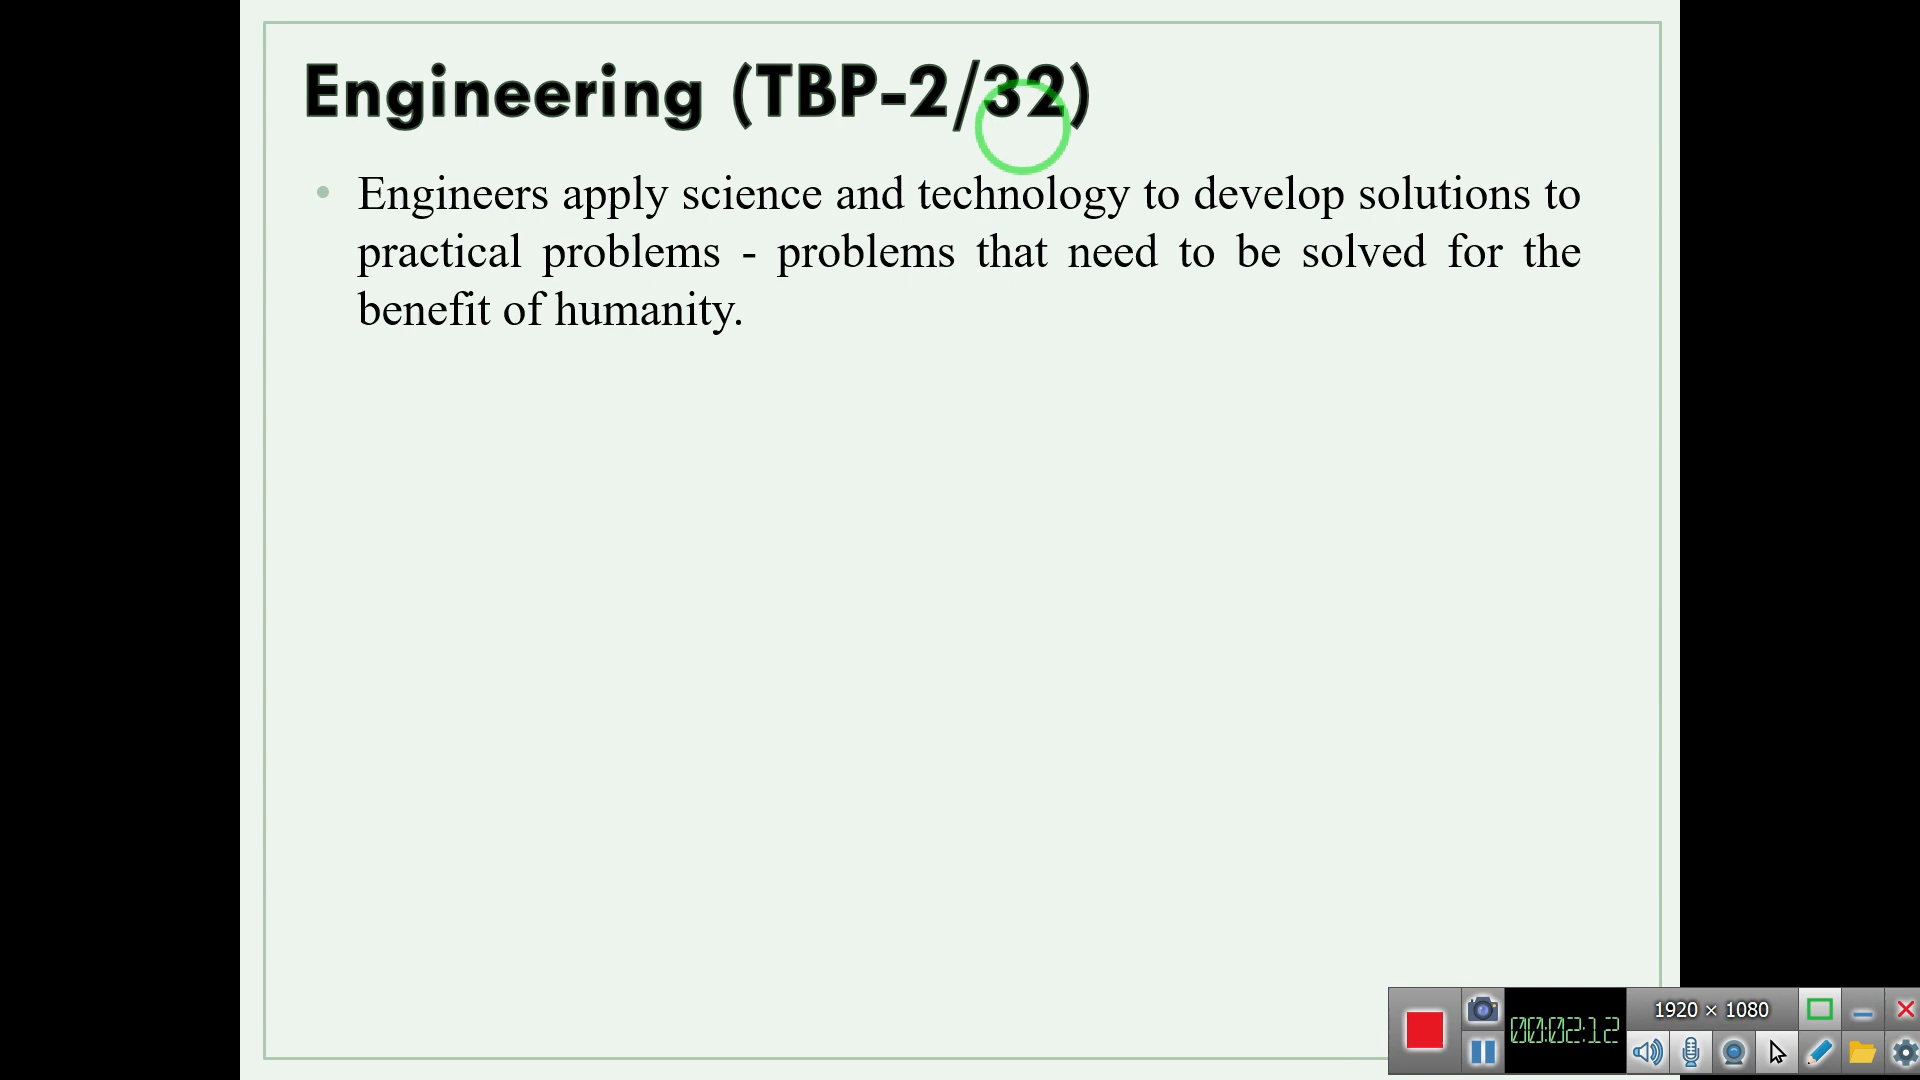 Engineering (TBP-2/32)
• Engineers apply science and technology to develop solutions to
practical problems - problems that need to be solved for the
benefit of humanity.
1920 × 1080
00:02:12